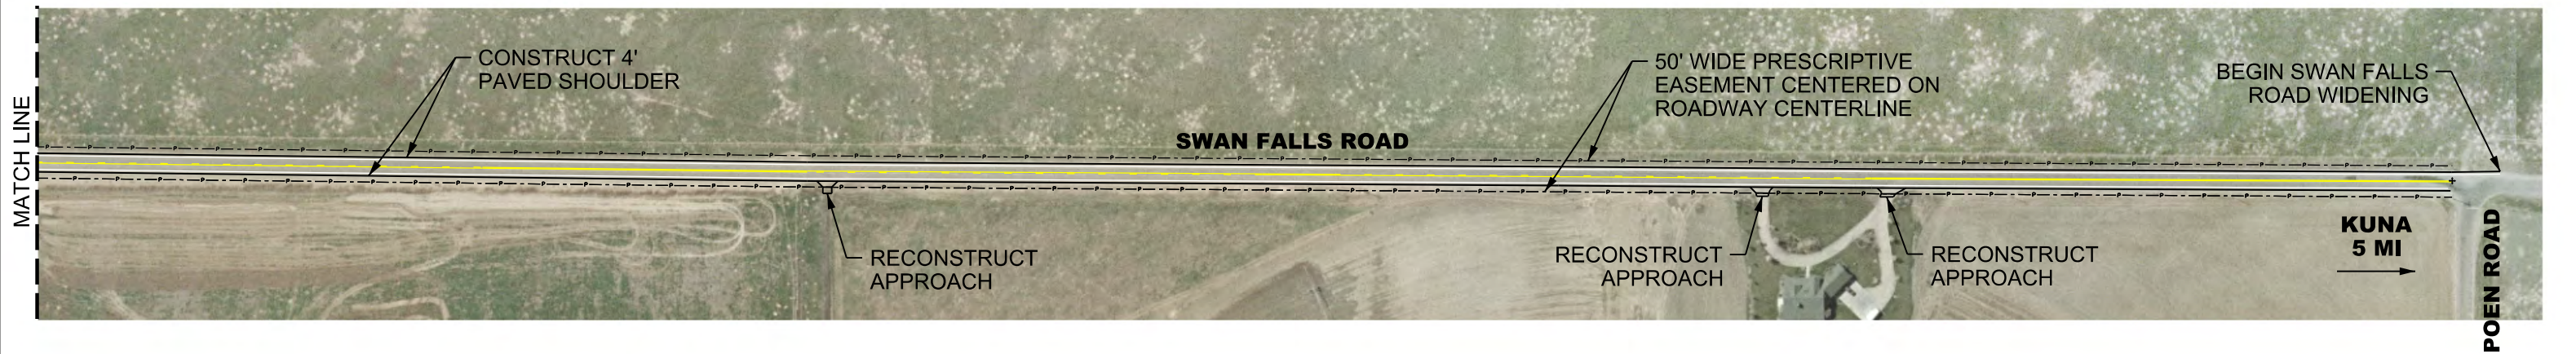 MATCH LINE
CONSTRUCT 4'
PAVED SHOULDER
SWAN FALLS ROAD
50' WIDE PRESCRIPTIVE
EASEMENT CENTERED ON
ROADWAY CENTERLINE
BEGIN SWAN FALLS
ROAD WIDENING
RECONSTRUCT
APPROACH
RECONSTRUCT
APPROACH
RECONSTRUCT
APPROACH
KUNA
5 MI
POEN ROAD